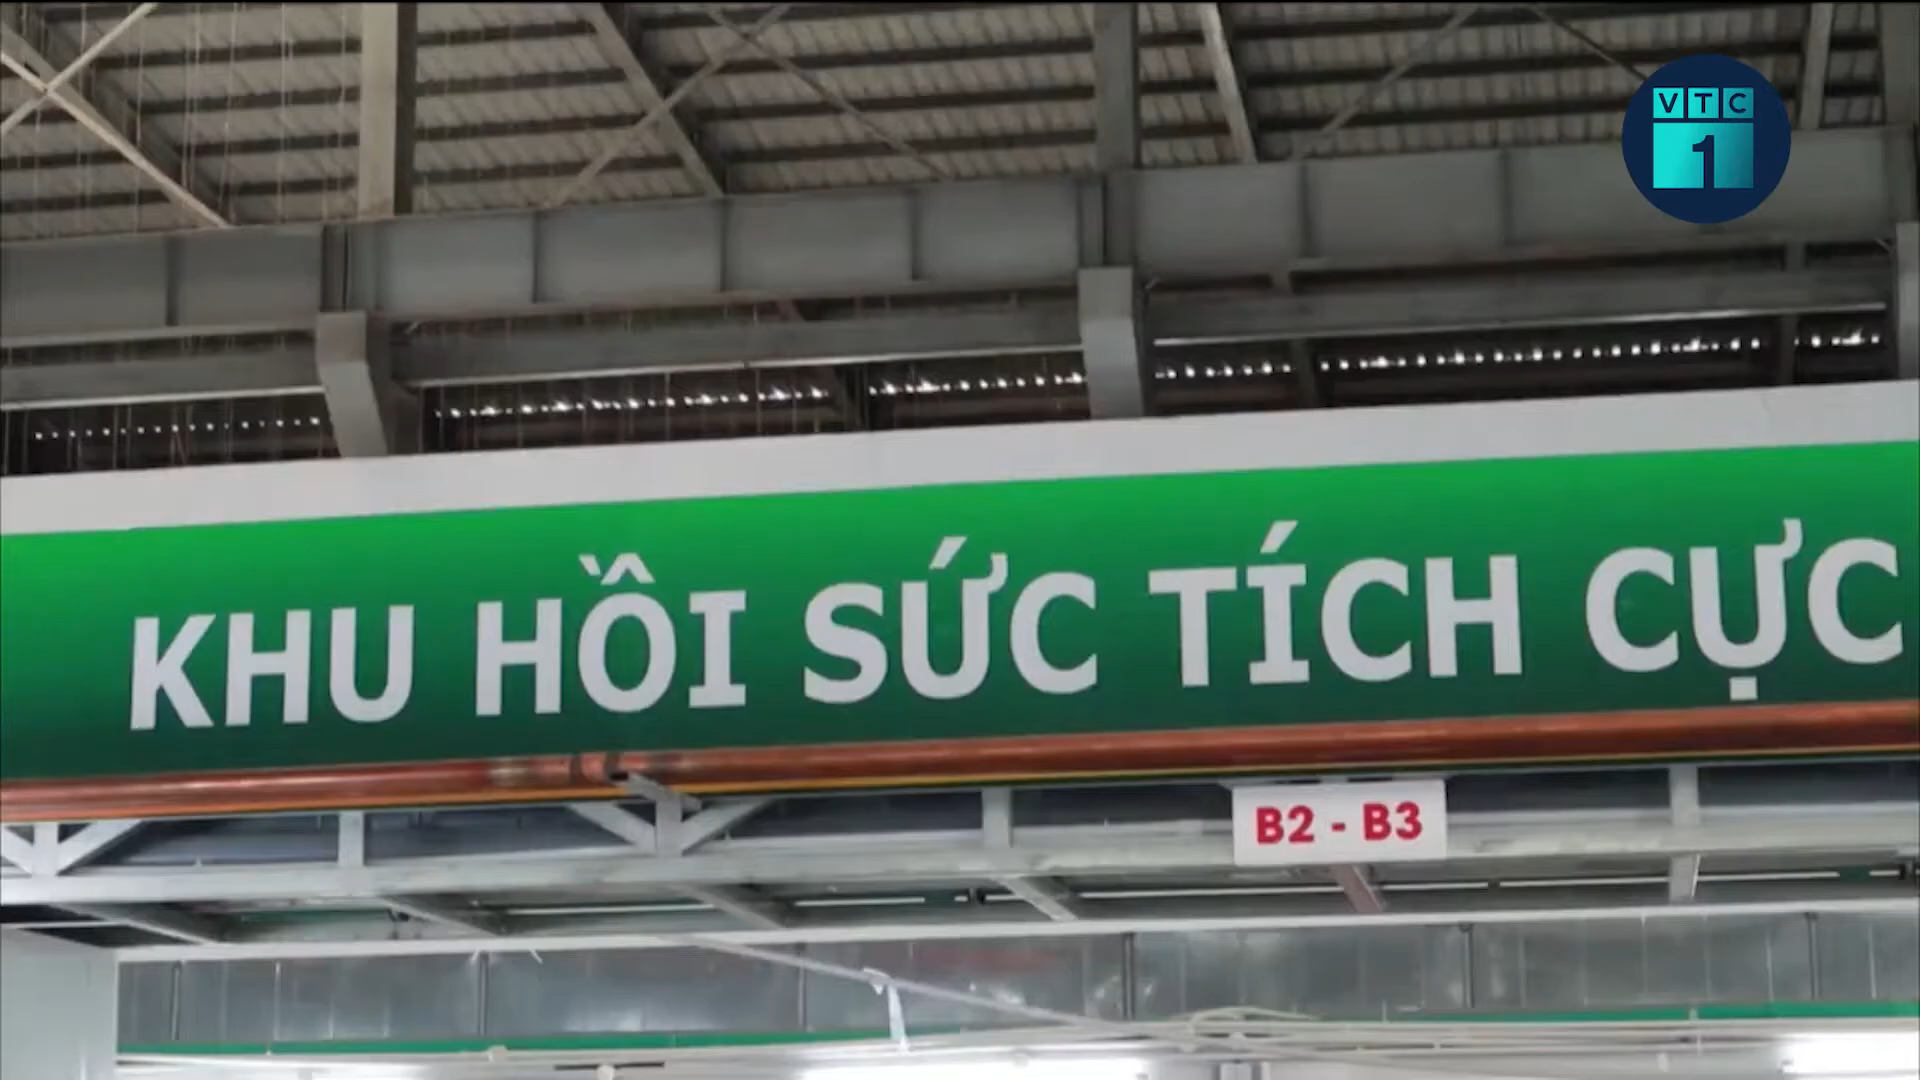 VTC
1
KHU HỒI SỨC TÍCH CỰC
B2 - B3